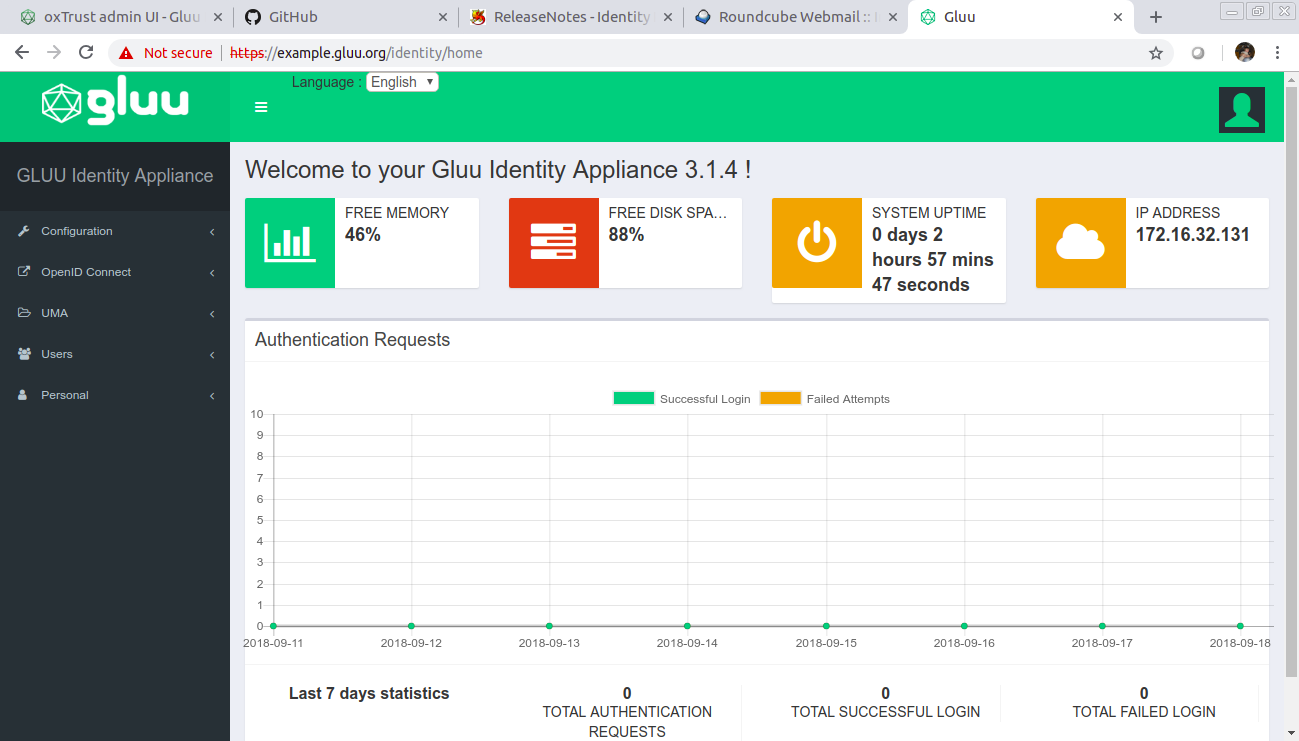 oxTrust admin UI - Gluu
GitHub
ReleaseNotes - Identity
Roundcube Webmail ::
Gluu
Not secure
https://example.gluu.org/identity/home
gluu
Language : English
GLUU Identity Appliance
Configuration
OpenID Connect
UMA
Users
Personal
Welcome to your Gluu Identity Appliance 3.1.4 !
FREE MEMORY
46%
FREE DISK SPA...
88%
SYSTEM UPTIME
0 days 2
hours 57 mins
47 seconds
IP ADDRESS
172.16.32.131
Authentication Requests
Successful Login
Failed Attempts
10
9
8
7
6
5
4
3
2
1
0
2018-09-11
2018-09-12
2018-09-13
2018-09-14
2018-09-15
2018-09-16
2018-09-17
2018-09-18
Last 7 days statistics
0
TOTAL AUTHENTICATION
REQUESTS
0
TOTAL SUCCESSFUL LOGIN
0
TOTAL FAILED LOGIN